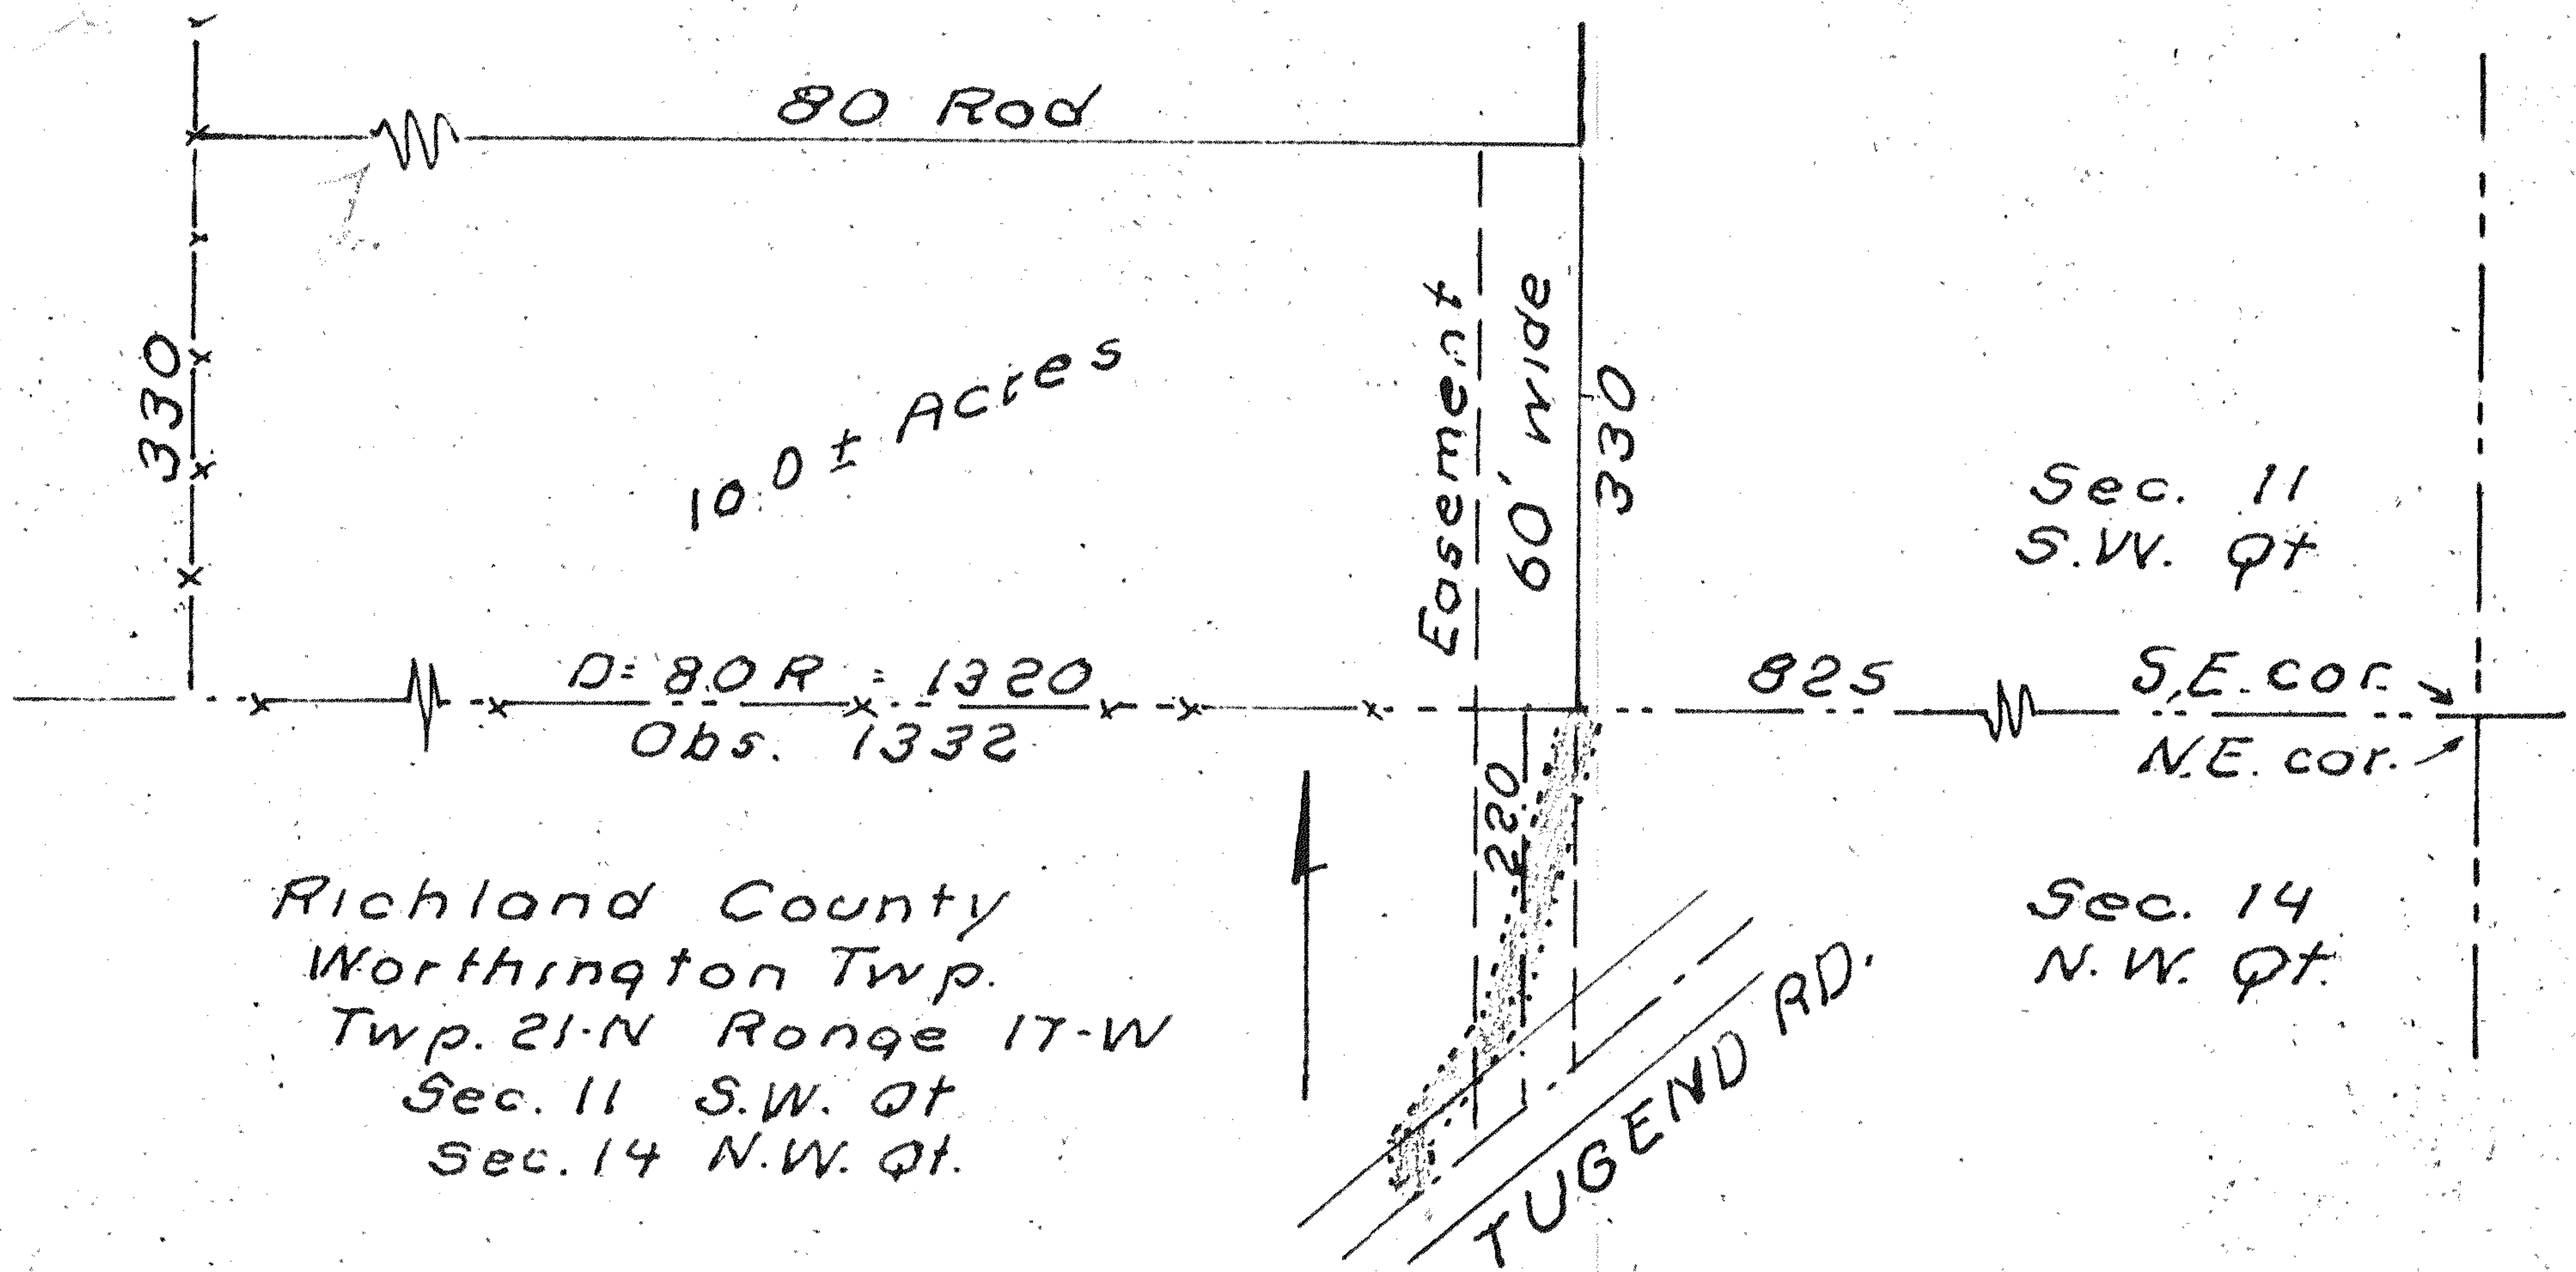 80 Rod
330
10.0 ± Acres
Easement
60' wide
330
Sec. 11
S.W. Qt
D= 80 R = 1320
Obs. 1332
825
S.E. cor.
N.E. cor.
220
Richland County
Worthington Twp.
Twp. 21-N Range 17-W
Sec. 11 S.W. Qt
Sec. 14 N.W. Qt.
Sec. 14
N.W. Qt.
TUGEND RD.